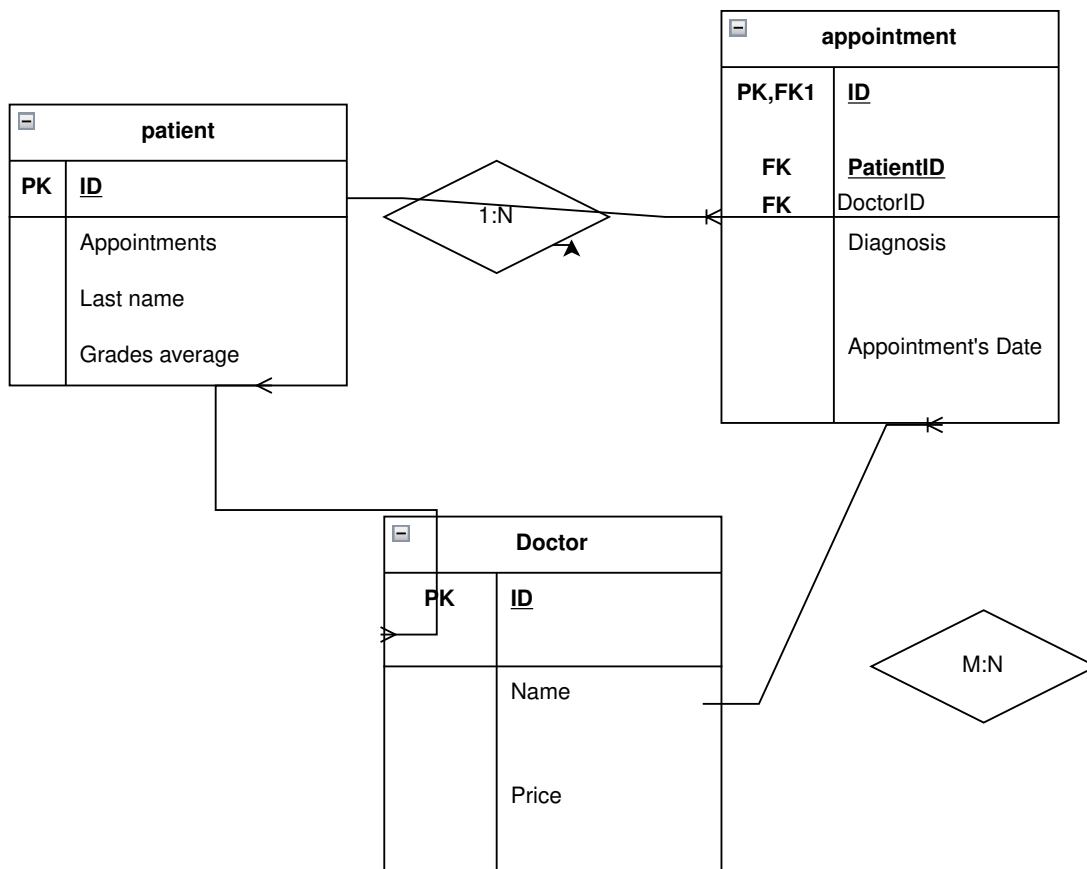 appointment
PK,FK1 ID
FK PatientID
FK DoctorID
Diagnosis
Appointment's Date
patient
PK ID
Appointments
Last name
Grades average
1:N
Doctor
PK ID
Name
Price
M:N